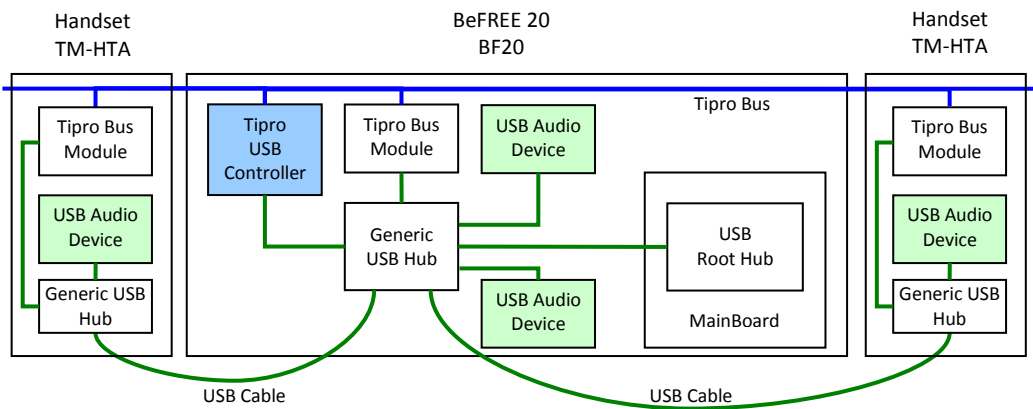 Handset
TM-HTA
BeFREE 20
BF20
Handset
TM-HTA
Tipro Bus
Tipro Bus
Module
USB Audio
Device
Generic USB
Hub
Tipro
USB
Controller
Tipro Bus
Module
USB Audio
Device
Generic
USB Hub
USB Audio
Device
USB
Root Hub
MainBoard
Tipro Bus
Module
USB Audio
Device
Generic USB
Hub
USB Cable
USB Cable